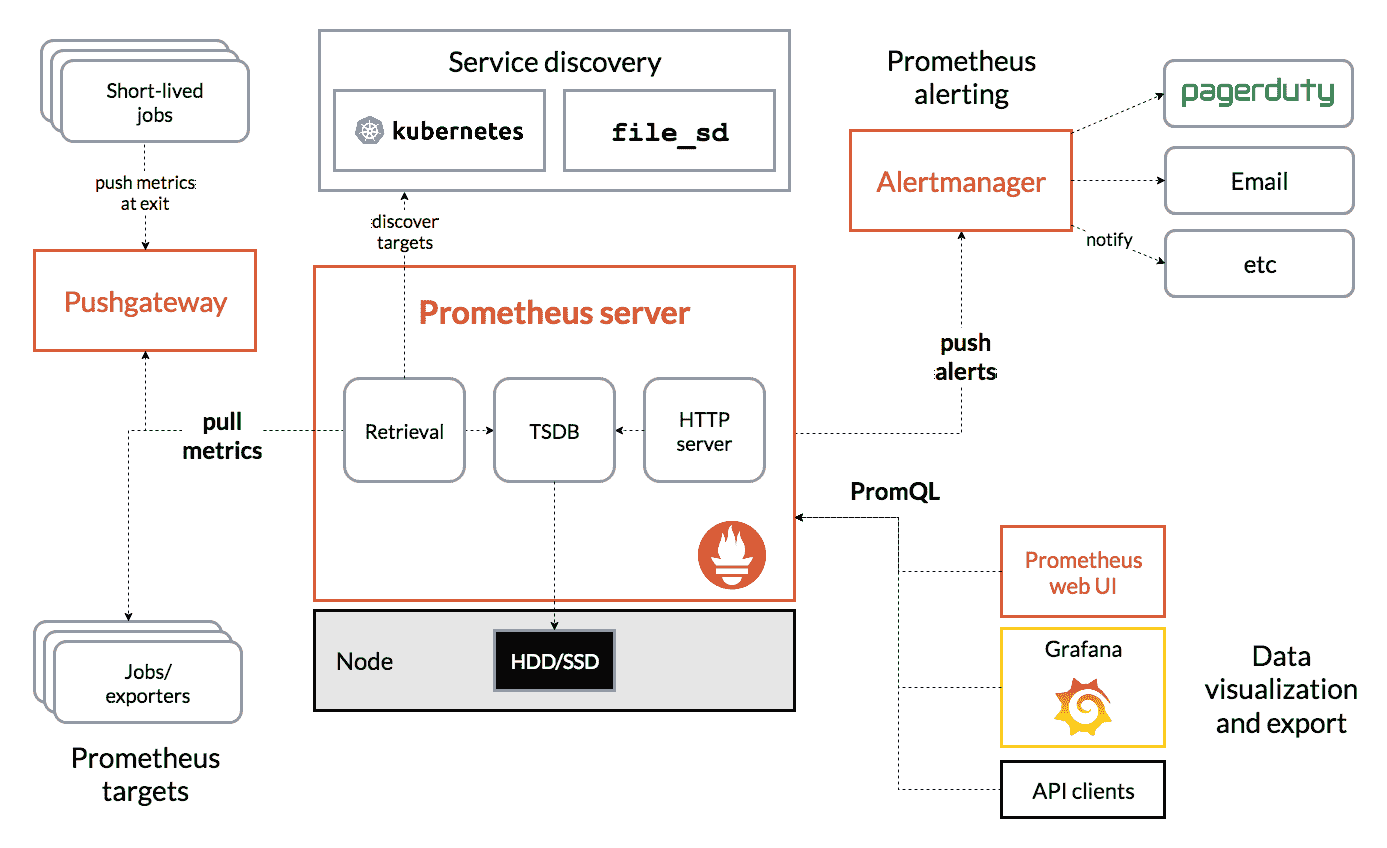 Short-lived
jobs
push metrics
at exit
Pushgateway
pull
metrics
Jobs/
exporters
Prometheus
targets
Service discovery
kubernetes
file_sd
discover
targets
Prometheus server
Retrieval
TSDB
HTTP
server
Node
HDD/SSD
Prometheus
alerting
Alertmanager
pagerduty
Email
notify
etc
push
alerts
PromQL
Prometheus
web UI
Grafana
API clients
Data
visualization
and export